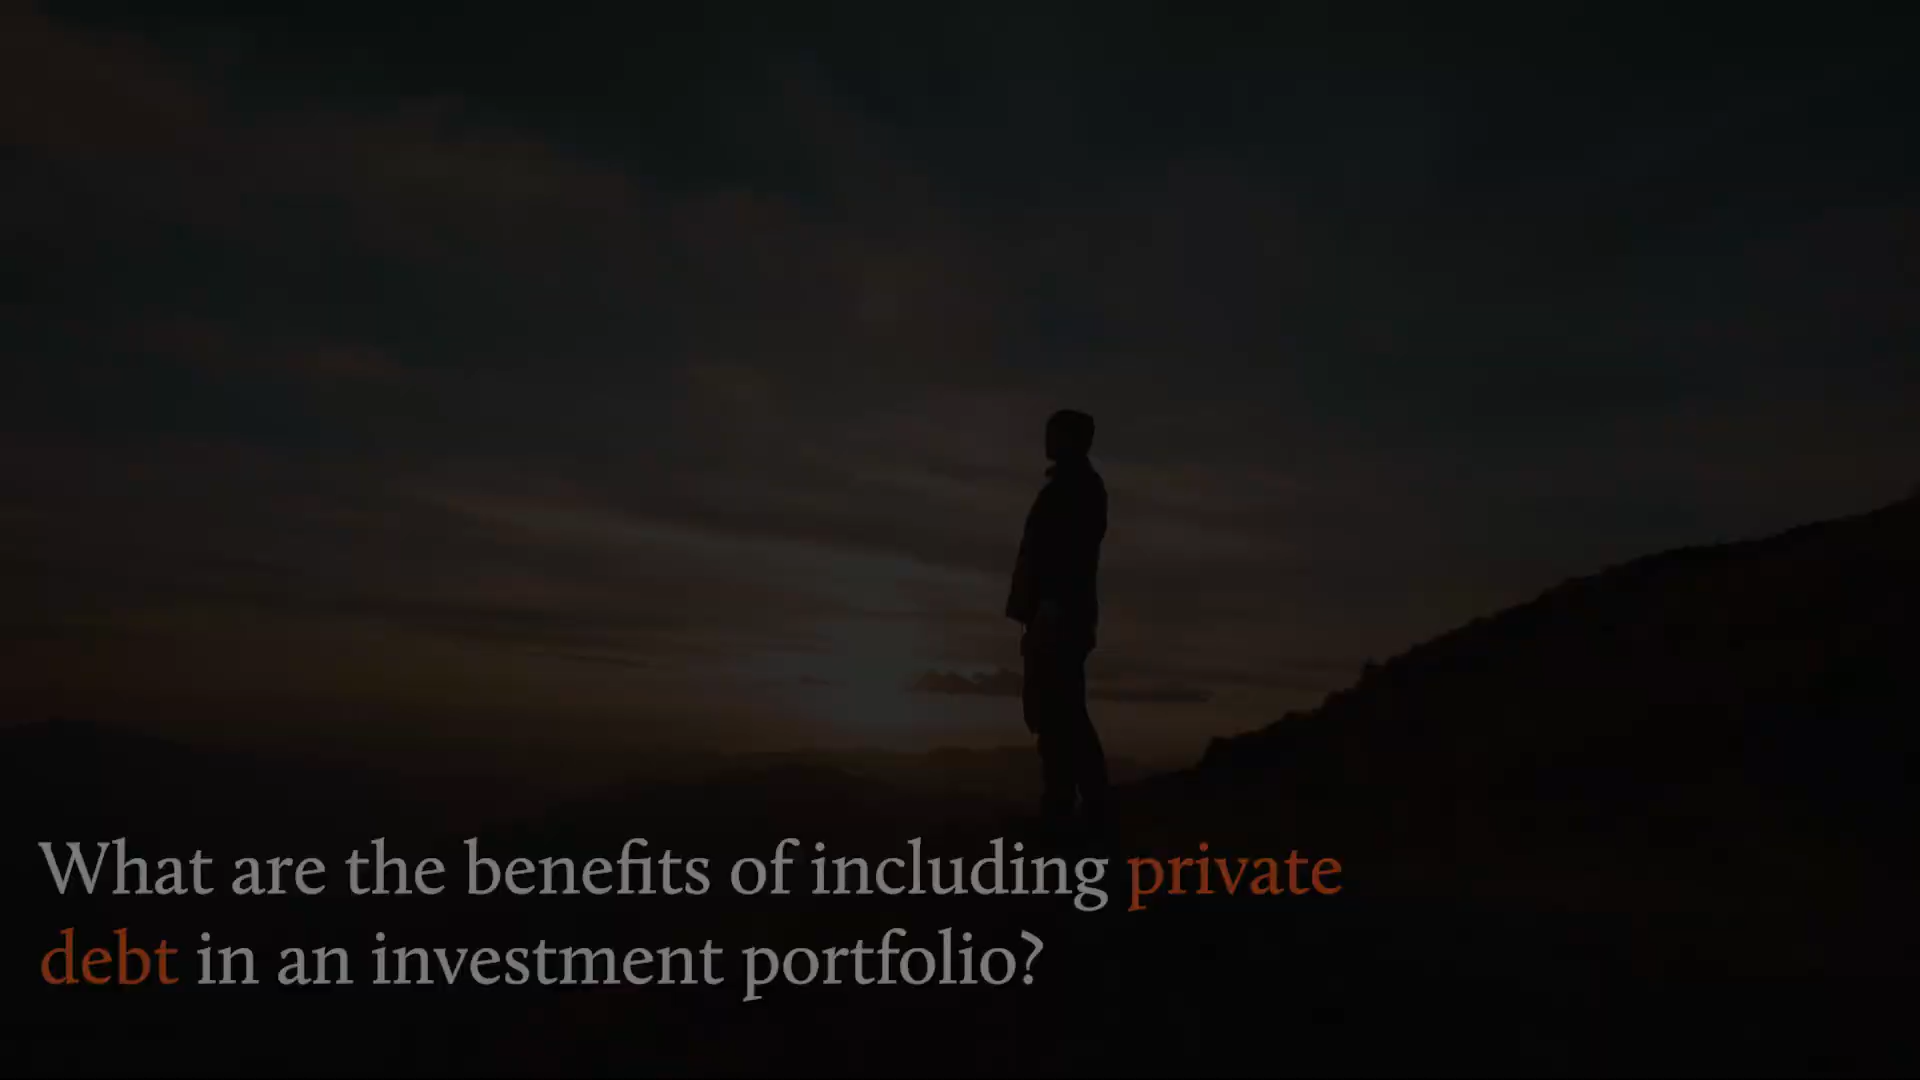 What are the benefits of including private
debt in an investment portfolio?